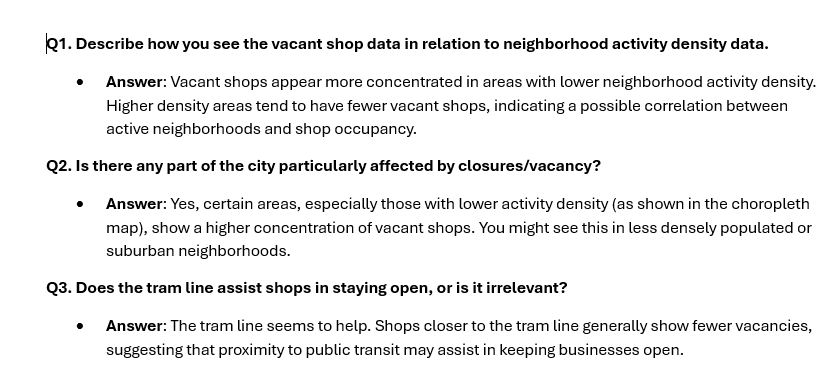 Q1. Describe how you see the vacant shop data in relation to neighborhood activity density data.
• Answer: Vacant shops appear more concentrated in areas with lower neighborhood activity density.
Higher density areas tend to have fewer vacant shops, indicating a possible correlation between
active neighborhoods and shop occupancy.
Q2. Is there any part of the city particularly affected by closures/vacancy?
• Answer: Yes, certain areas, especially those with lower activity density (as shown in the choropleth
map), show a higher concentration of vacant shops. You might see this in less densely populated or
suburban neighborhoods.
Q3. Does the tram line assist shops in staying open, or is it irrelevant?
• Answer: The tram line seems to help. Shops closer to the tram line generally show fewer vacancies,
suggesting that proximity to public transit may assist in keeping businesses open.